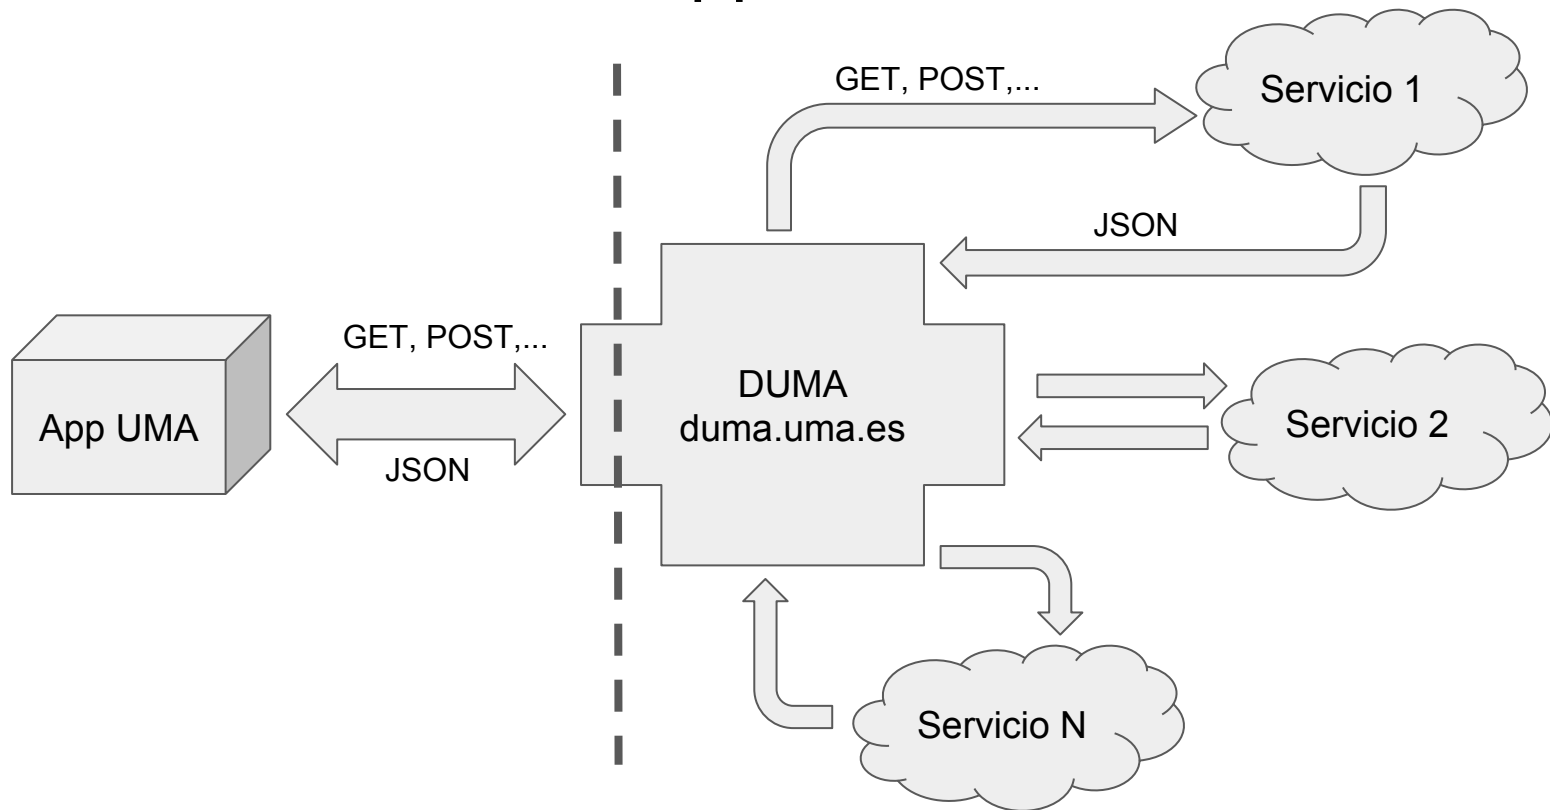 GET, POST,...
Servicio 1
JSON
GET, POST,...
App UMA
JSON
DUMA
duma.uma.es
Servicio 2
Servicio N